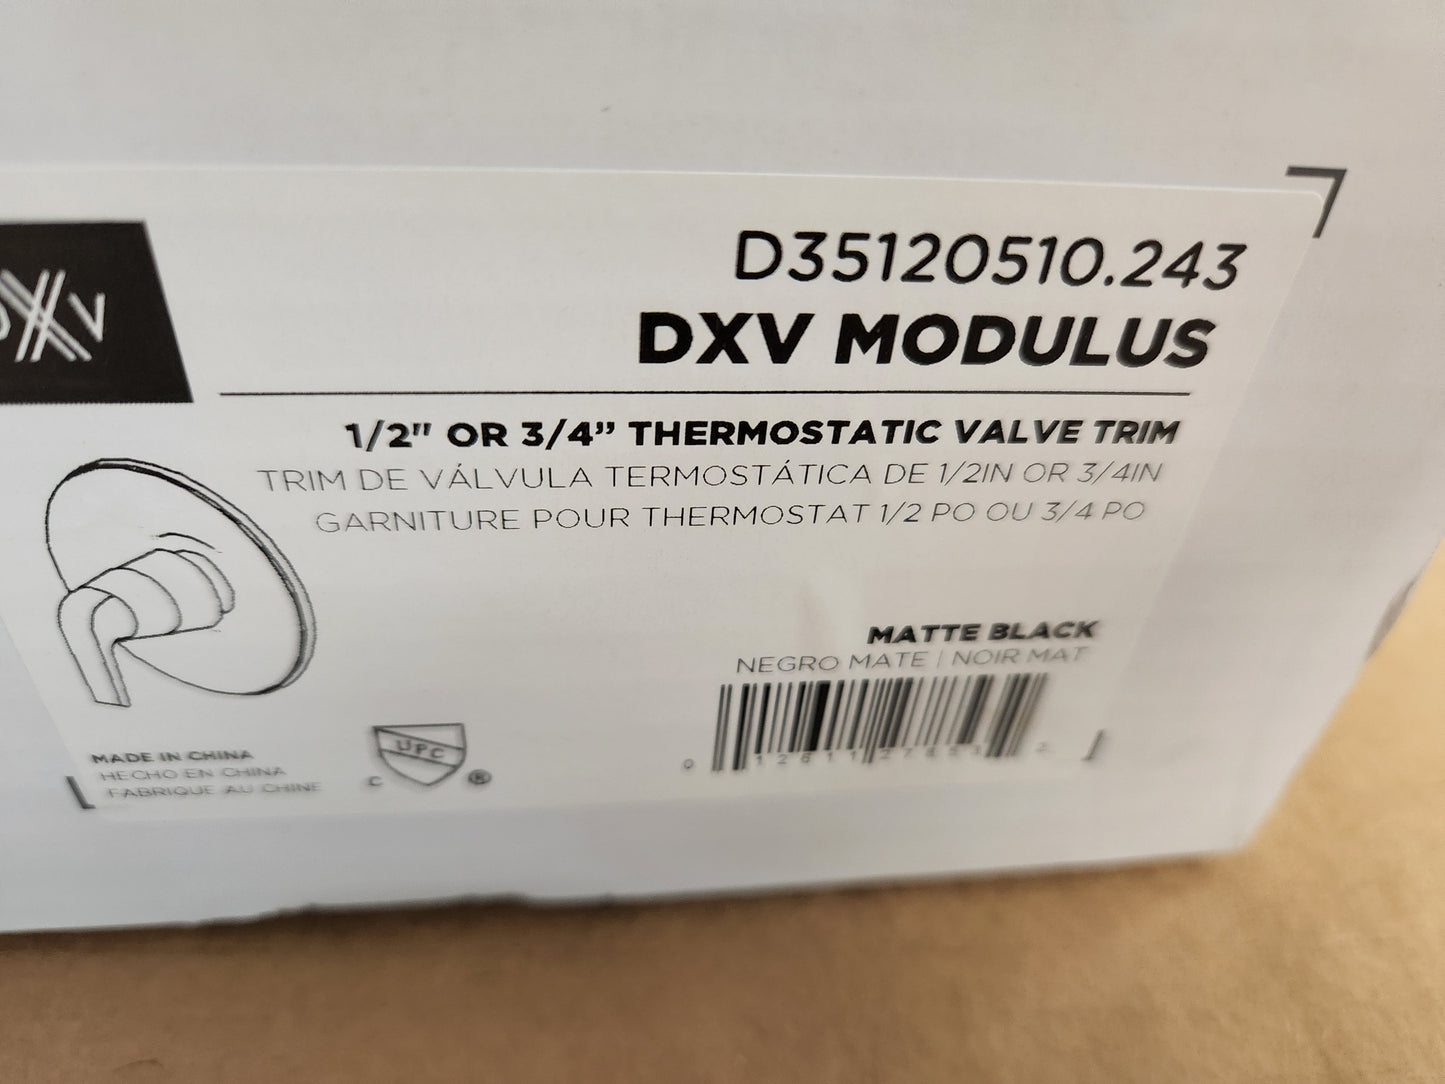 DXV
D35120510.243
DXV MODULUS
1/2" OR 3/4” THERMOSTATIC VALVE TRIM
TRIM DE VÁLVULA TERMOSTÁTICA DE 1/2IN OR 3/4IN
GARNITURE POUR THERMOSTAT 1/2 PO OU 3/4 PO
MATTE BLACK
NEGRO MATE | NOIR MAT
MADE IN CHINA
HECHO EN CHINA
FABRIQUE AU CHINE
C UPC ®